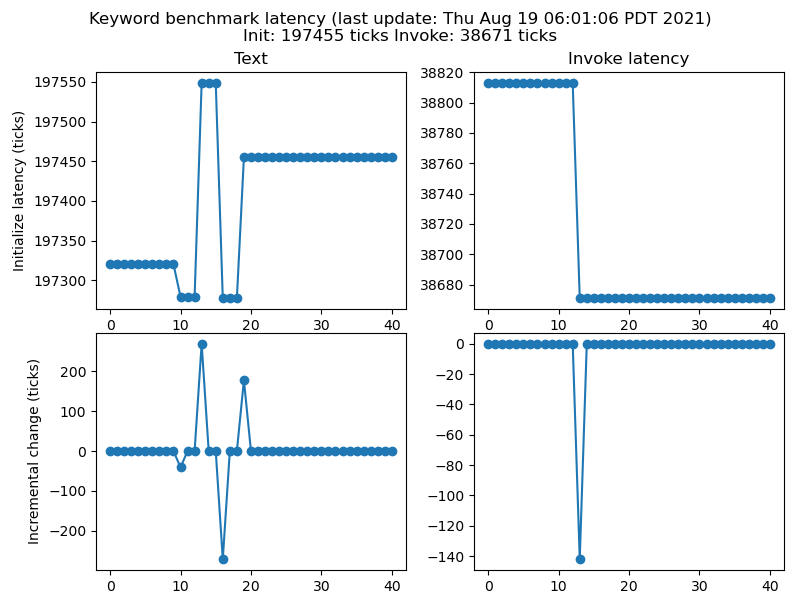 Keyword benchmark latency (last update: Thu Aug 19 06:01:06 PDT 2021)
Init: 197455 ticks Invoke: 38671 ticks
Text
Invoke latency
Initialize latency (ticks)
197550
197500
197450
197400
197350
197300
0 10 20 30 40
38820
38800
38780
38760
38740
38720
38700
38680
0 10 20 30 40
Incremental change (ticks)
200
100
0
−100
−200
0 10 20 30 40
0
−20
−40
−60
−80
−100
−120
−140
0 10 20 30 40